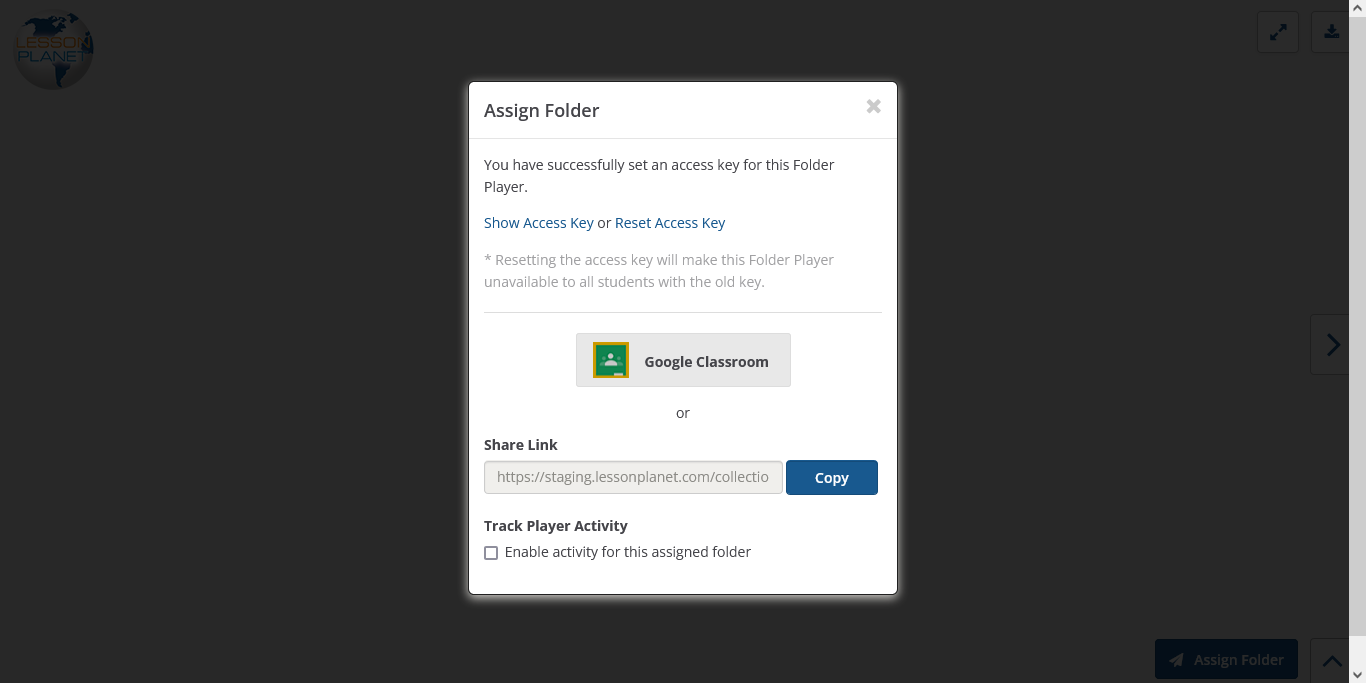 LESSON
PLANET
Assign Folder
You have successfully set an access key for this Folder
Player.
Show Access Key or Reset Access Key
* Resetting the access key will make this Folder Player
unavailable to all students with the old key.
Google Classroom
or
Share Link
https://staging.lessonplanet.com/collectio
Copy
Track Player Activity
Enable activity for this assigned folder
Assign Folder